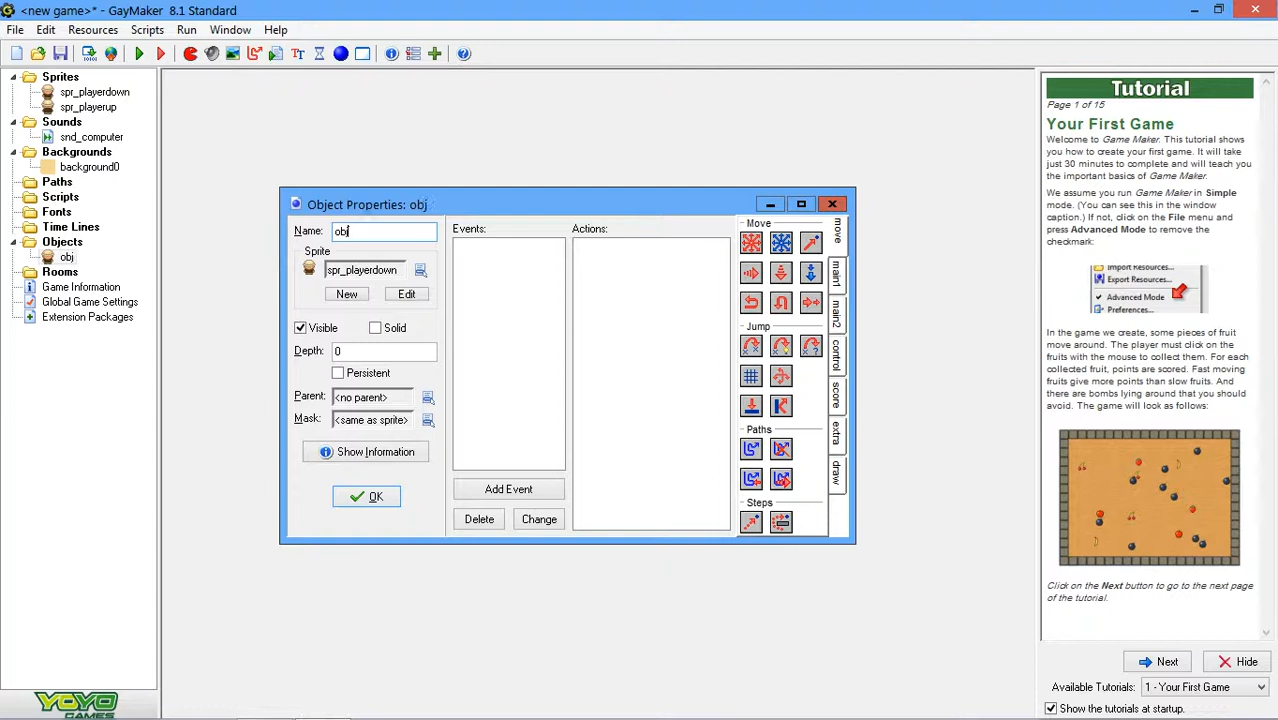 <new game>* - GayMaker 8.1 Standard
File Edit Resources Scripts Run Window Help
Sprites
spr_playerdown
spr_playerup
Sounds
snd_computer
Backgrounds
background0
Paths
Scripts
Fonts
Time Lines
Objects
obj
Rooms
Game Information
Global Game Settings
Extension Packages
YOYO
GAMES
Object Properties: obj
Name: obj
Sprite
spr_playerdown
New Edit
Visible Solid
Depth: 0
Persistent
Parent: <no parent>
Mask: <same as sprite>
Show Information
OK
Events:
Add Event
Delete Change
Actions:
Move
Jump
Paths
Steps
move
main1
main2
control
score
extra
draw
Tutorial
Page 1 of 15
Your First Game
Welcome to Game Maker. This tutorial shows
you how to create your first game. It will take
just 30 minutes to complete and will teach you
the important basics of Game Maker.
We assume you run Game Maker in Simple
mode. (You can see this in the window
caption.) If not, click on the File menu and
press Advanced Mode to remove the
checkmark:
Import Resources...
Export Resources...
Advanced Mode
Preferences...
In the game we create, some pieces of fruit
move around. The player must click on the
fruits with the mouse to collect them. For each
collected fruit, points are scored. Fast moving
fruits give more points than slow fruits. And
there are bombs lying around that you should
avoid. The game will look as follows:
Click on the Next button to go to the next page
of the tutorial.
Next Hide
Available Tutorials: 1 - Your First Game
Show the tutorials at startup.